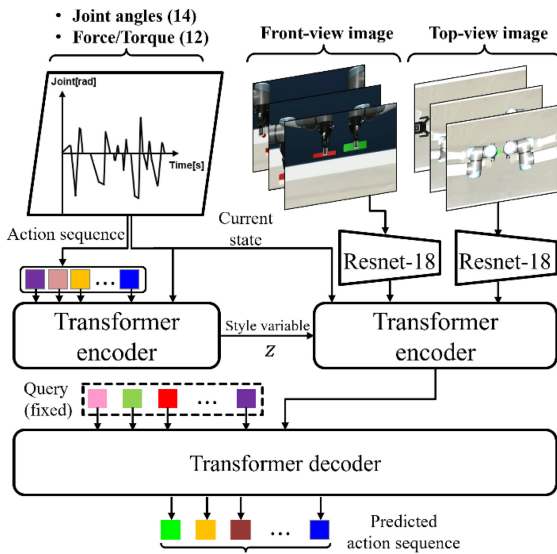 • Joint angles (14)
• Force/Torque (12)
Front-view image
Top-view image
Joint[rad]
Time[s]
Action sequence
Current
state
Resnet-18
Resnet-18
...
Transformer
encoder
Style variable
z
Transformer
encoder
Query
(fixed)
...
Transformer decoder
...
Predicted
action sequence